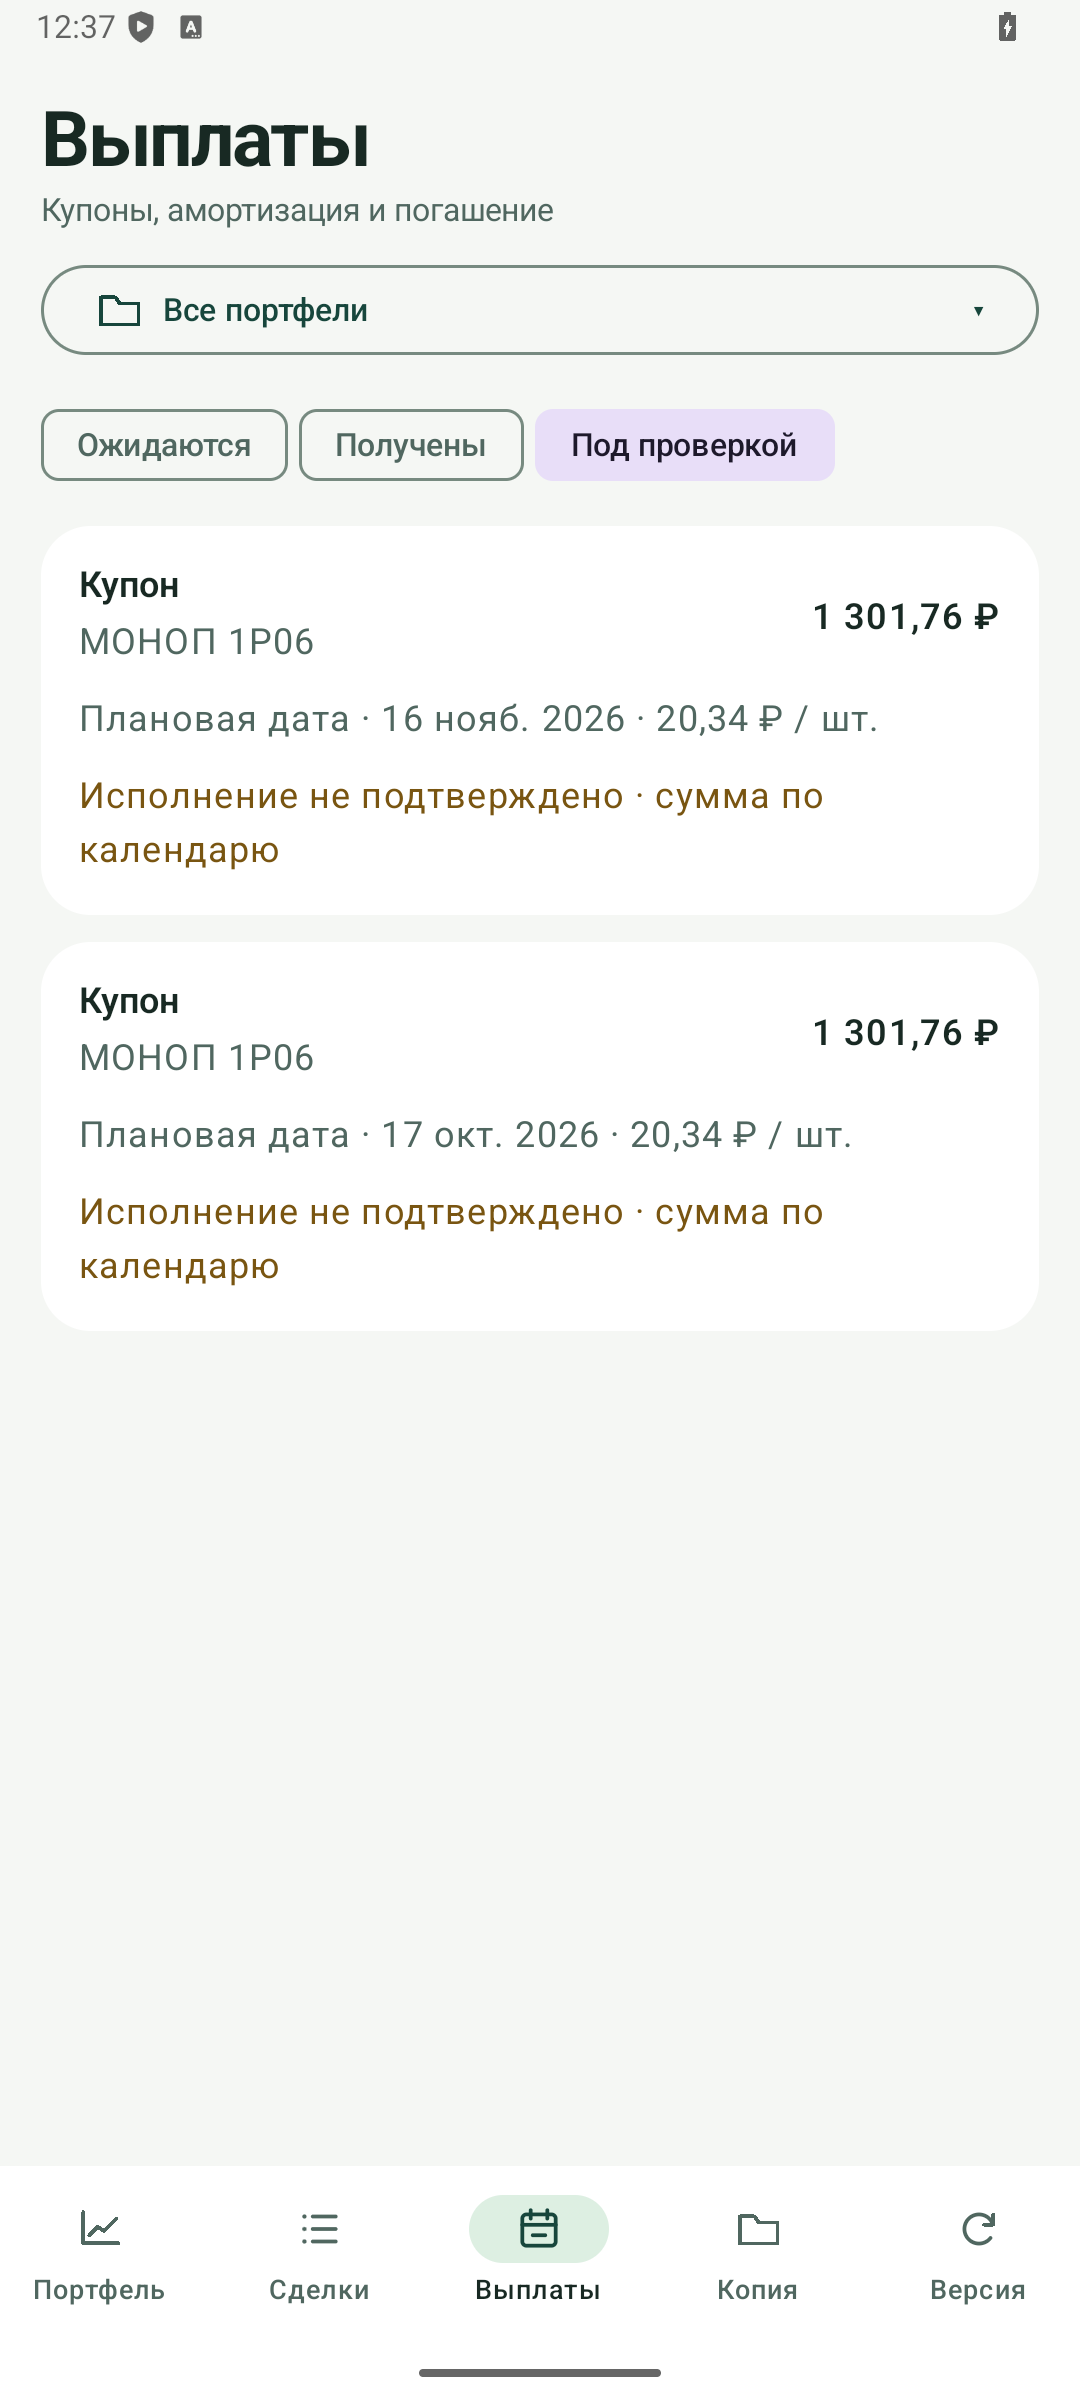 12:37
Выплаты
Купоны, амортизация и погашение
Все портфели
Ожидаются
Получены
Под проверкой
Купон
МОНОП 1P06
1 301,76 ₽
Плановая дата · 16 нояб. 2026 · 20,34 ₽ / шт.
Исполнение не подтверждено · сумма по
календарю
Купон
МОНОП 1P06
1 301,76 ₽
Плановая дата · 17 окт. 2026 · 20,34 ₽ / шт.
Исполнение не подтверждено · сумма по
календарю
Портфель
Сделки
Выплаты
Копия
Версия